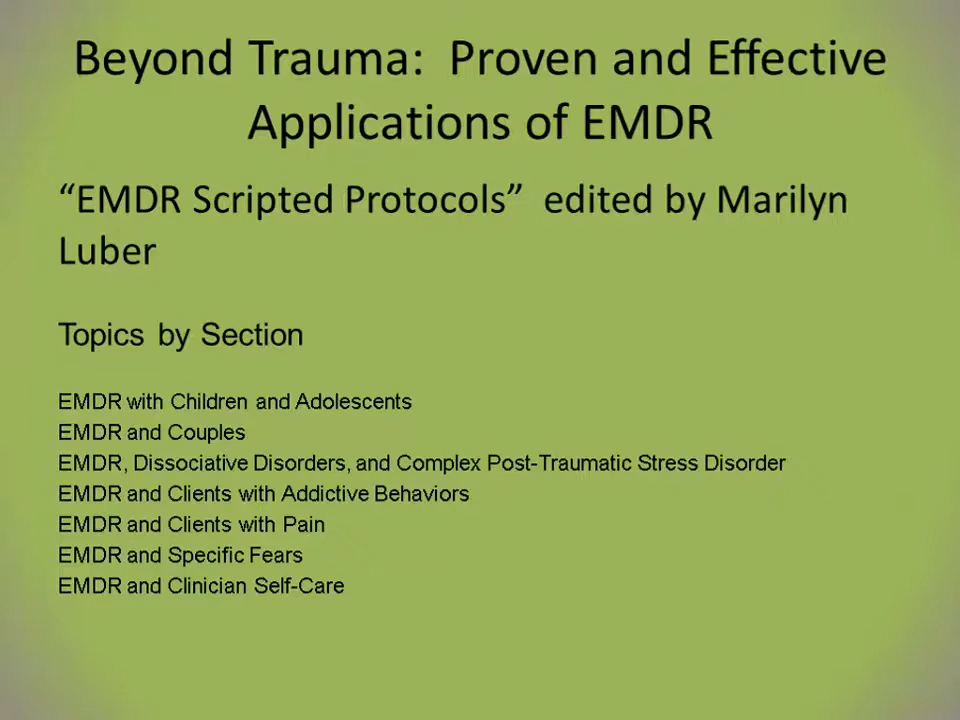 Beyond Trauma:  Proven and Effective
Applications of EMDR
“EMDR Scripted Protocols”  edited by Marilyn
Luber
Topics by Section
EMDR with Children and Adolescents
EMDR and Couples
EMDR, Dissociative Disorders, and Complex Post-Traumatic Stress Disorder
EMDR and Clients with Addictive Behaviors
EMDR and Clients with Pain
EMDR and Specific Fears
EMDR and Clinician Self-Care